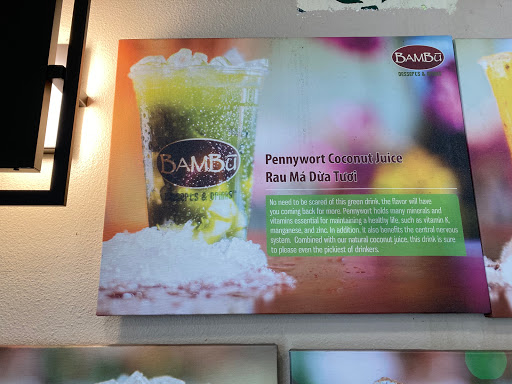 BAMBŪ
DESSERTS & DRINKS
BAMBŪ
DESSERTS & DRINKS
Pennywort Coconut Juice
Rau Má Dừa Tươi
No need to be scared of this green drink, the flavor will have
you coming back for more. Pennywort holds many minerals and
vitamins essential for maintaining a healthy life, such as vitamin K,
manganese, and zinc. In addition, it also benefits the central nervous
system. Combined with our natural coconut juice, this drink is sure
to please even the pickiest of drinkers.